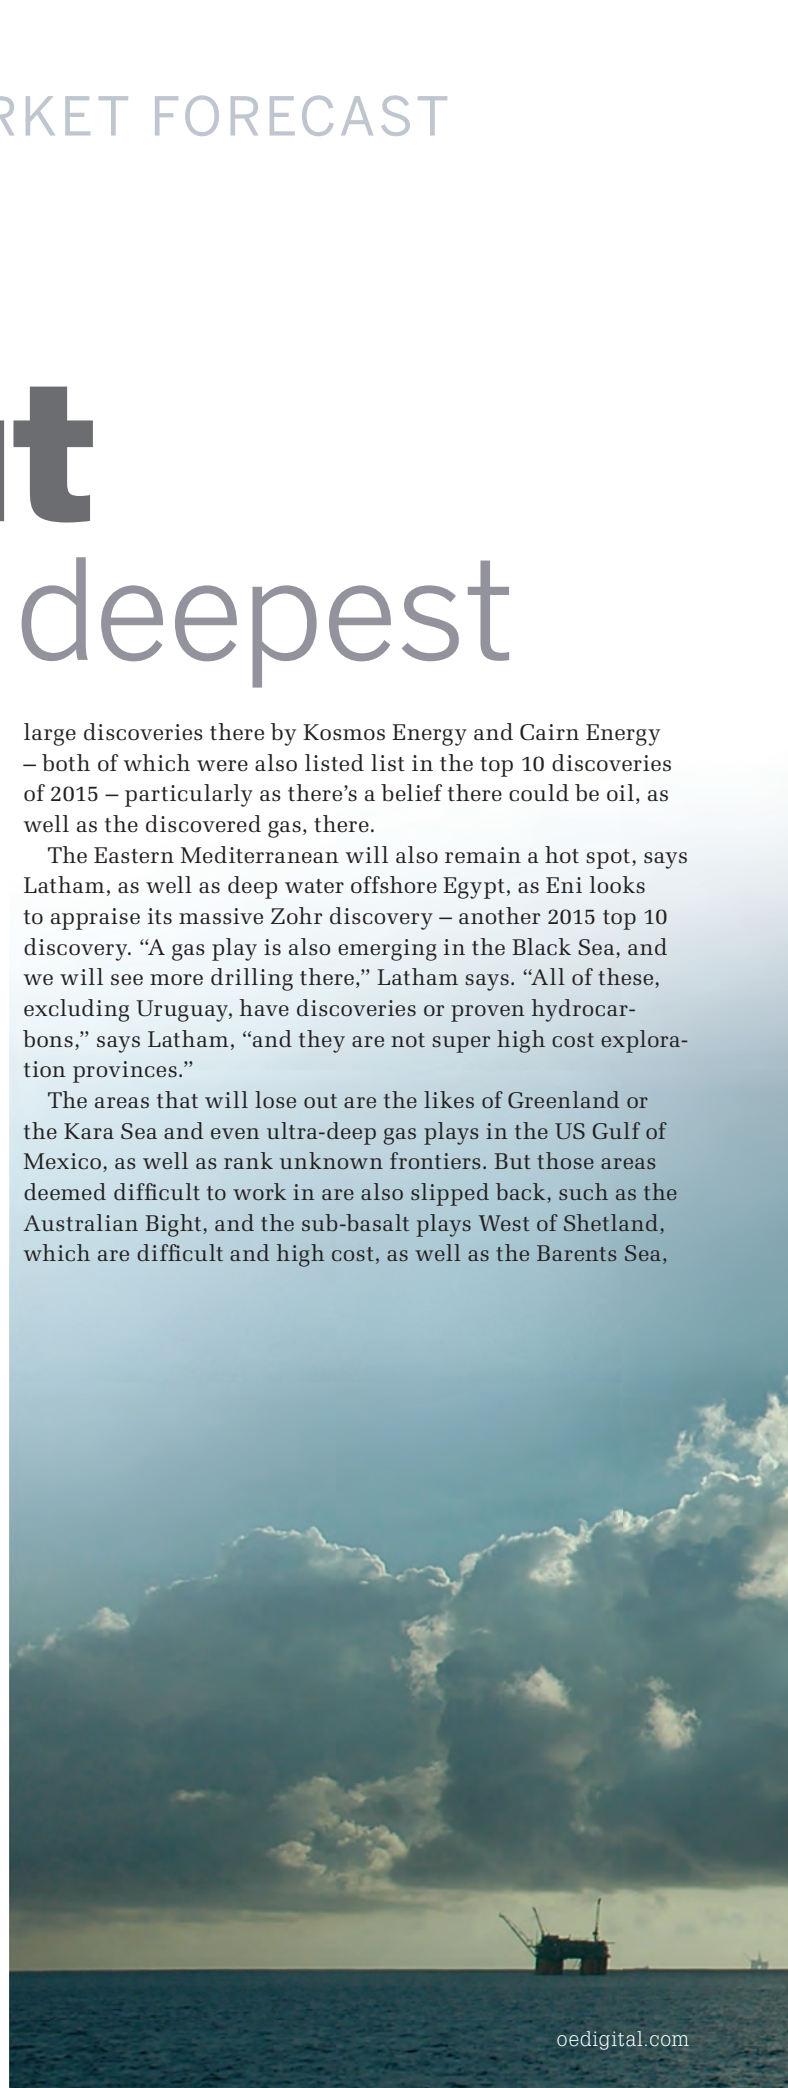 RKET FORECAST
t
deepest
large discoveries there by Kosmos Energy and Cairn Energy
– both of which were also listed list in the top 10 discoveries
of 2015 – particularly as there’s a belief there could be oil, as
well as the discovered gas, there.
The Eastern Mediterranean will also remain a hot spot, says
Latham, as well as deep water offshore Egypt, as Eni looks
to appraise its massive Zohr discovery – another 2015 top 10
discovery. “A gas play is also emerging in the Black Sea, and
we will see more drilling there,” Latham says. “All of these,
excluding Uruguay, have discoveries or proven hydrocar-
bons,” says Latham, “and they are not super high cost explora-
tion provinces.”
The areas that will lose out are the likes of Greenland or
the Kara Sea and even ultra-deep gas plays in the US Gulf of
Mexico, as well as rank unknown frontiers. But those areas
deemed difficult to work in are also slipped back, such as the
Australian Bight, and the sub-basalt plays West of Shetland,
which are difficult and high cost, as well as the Barents Sea,
oedigital.com